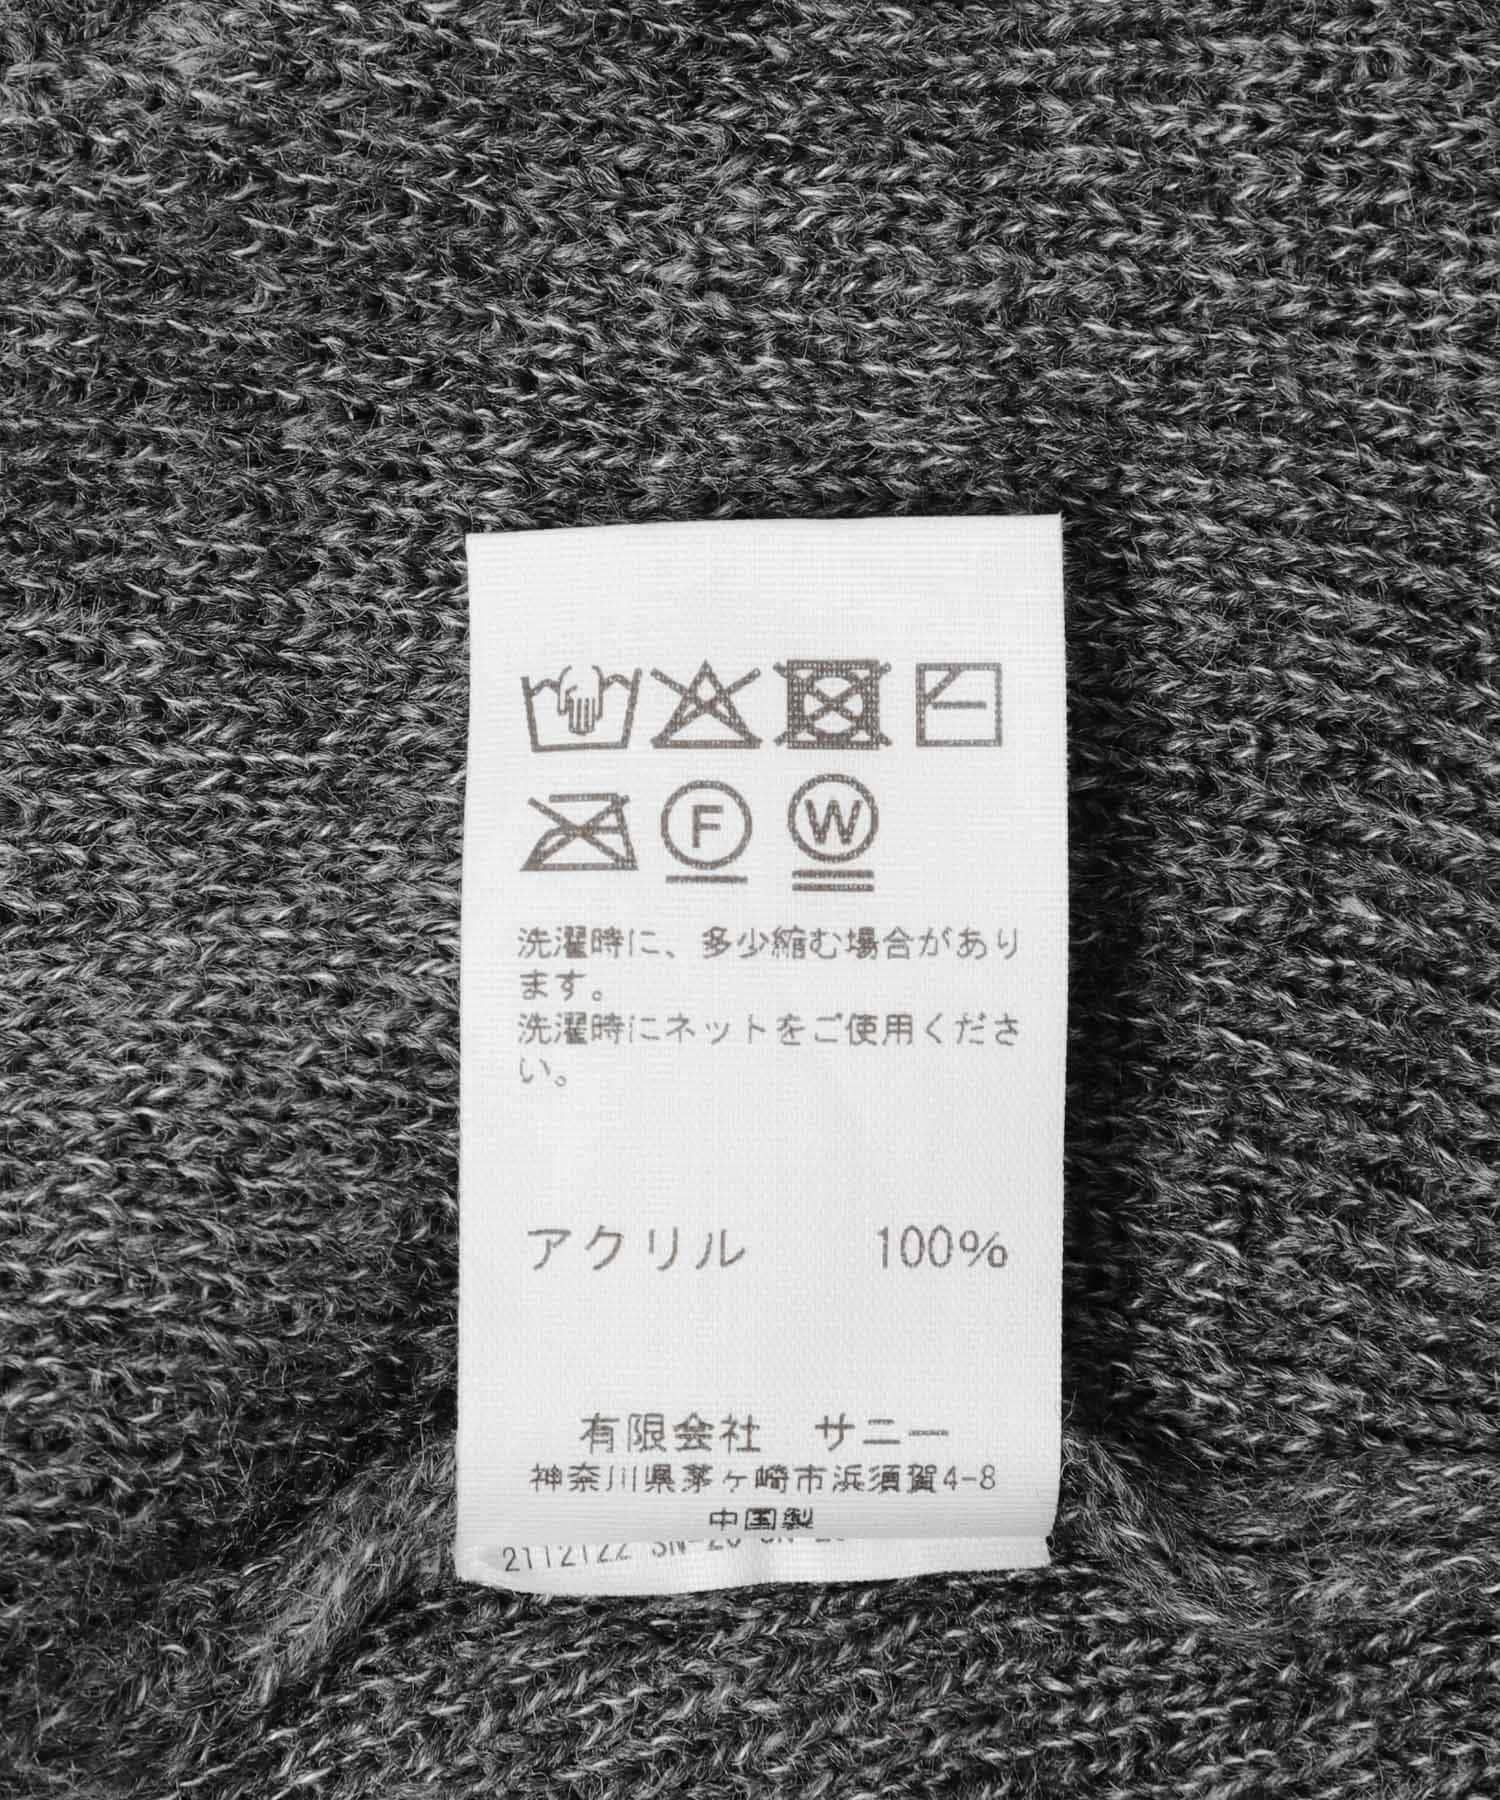 F W
洗濯時に、多少縮む場合があり
ます。
洗濯時にネットをご使用くださ
い。
アクリル 100%
有限会社 サニー
神奈川県茅ヶ崎市浜須賀4-8
中国製
2112122